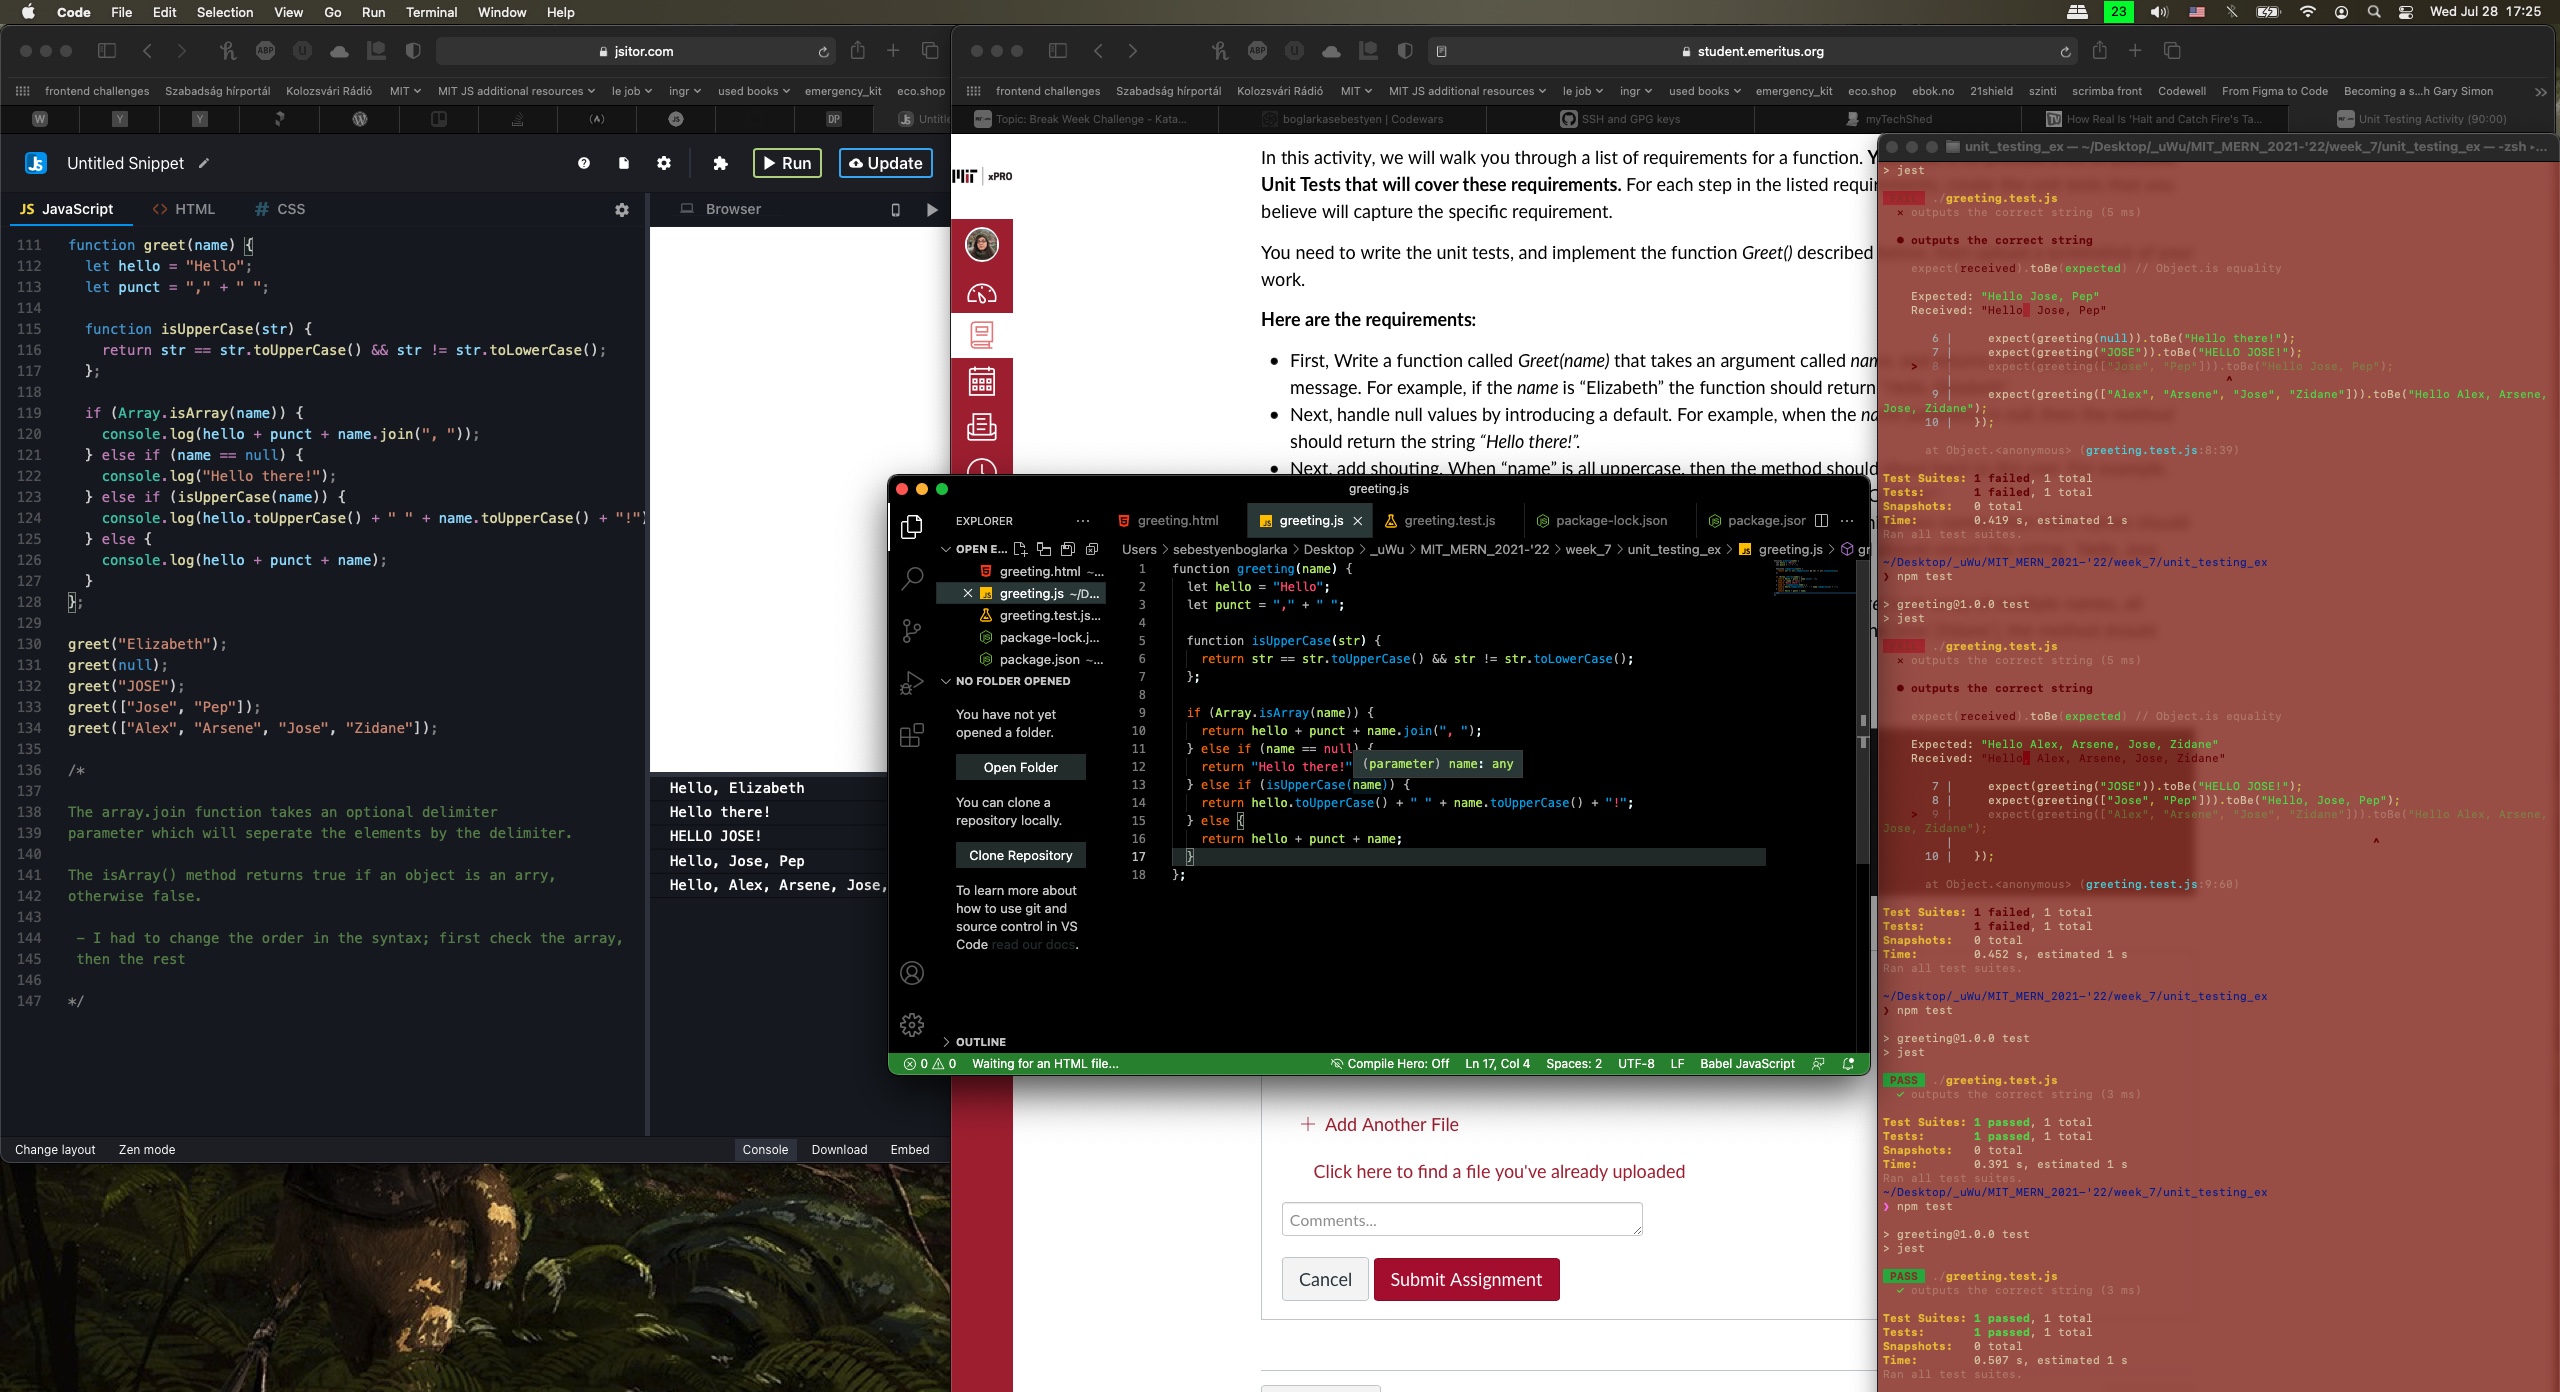 Code File Edit Selection View Go Run Terminal Window Help
23 Wed Jul 28 17:25
jsitor.com
frontend challenges Szabadság hírportál Kolozsvári Rádió MIT MIT JS additional resources le job ingr used books emergency_kit eco.shop
Untitled Snippet
Run Update
JS JavaScript <> HTML # CSS
Browser
111 function greet(name) {
112 let hello = "Hello";
113 let punct = "," + " ";
114
115 function isUpperCase(str) {
116 return str == str.toUpperCase() && str != str.toLowerCase();
117 };
118
119 if (Array.isArray(name)) {
120 console.log(hello + punct + name.join(", "));
121 } else if (name == null) {
122 console.log("Hello there!");
123 } else if (isUpperCase(name)) {
124 console.log(hello.toUpperCase() + " " + name.toUpperCase() + "!")
125 } else {
126 console.log(hello + punct + name);
127 }
128 };
129
130 greet("Elizabeth");
131 greet(null);
132 greet("JOSE");
133 greet(["Jose", "Pep"]);
134 greet(["Alex", "Arsene", "Jose", "Zidane"]);
135
136 /*
137
138 The array.join function takes an optional delimiter
139 parameter which will seperate the elements by the delimiter.
140
141 The isArray() method returns true if an object is an arry,
142 otherwise false.
143
144 - I had to change the order in the syntax; first check the array,
145 then the rest
146
147 */
Hello, Elizabeth
Hello there!
HELLO JOSE!
Hello, Jose, Pep
Hello, Alex, Arsene, Jose,
Change layout Zen mode
Console Download Embed
student.emeritus.org
frontend challenges Szabadság hírportál Kolozsvári Rádió MIT MIT JS additional resources le job ingr used books emergency_kit eco.shop ebok.no 21shield szinti scrimba front Codewell From Figma to Code Becoming a s...h Gary Simon
Topic: Break Week Challenge - Kata... boglarkasebestyen | Codewars SSH and GPG keys myTechShed How Real Is 'Halt and Catch Fire's Ta... Unit Testing Activity (90:00)
MIT xPRO
In this activity, we will walk you through a list of requirements for a function. Y
Unit Tests that will cover these requirements. For each step in the listed requir
believe will capture the specific requirement.
You need to write the unit tests, and implement the function Greet() described
work.
Here are the requirements:
First, Write a function called Greet(name) that takes an argument called nam
message. For example, if the name is “Elizabeth” the function should return
Next, handle null values by introducing a default. For example, when the na
should return the string “Hello there!”.
Next, add shouting. When “name” is all uppercase, then the method should
+ Add Another File
Click here to find a file you've already uploaded
Comments...
Cancel Submit Assignment
greeting.js
EXPLORER
greeting.html greeting.js greeting.test.js package-lock.json package.jsor
OPEN E...
Users > sebestyenboglarka > Desktop > _uWu > MIT_MERN_2021-'22 > week_7 > unit_testing_ex > greeting.js > gr
greeting.html ~...
greeting.js ~/D...
greeting.test.js...
package-lock.j...
package.json ~...
NO FOLDER OPENED
You have not yet
opened a folder.
Open Folder
You can clone a
repository locally.
Clone Repository
To learn more about
how to use git and
source control in VS
Code read our docs.
OUTLINE
1 function greeting(name) {
2 let hello = "Hello";
3 let punct = "," + " ";
4
5 function isUpperCase(str) {
6 return str == str.toUpperCase() && str != str.toLowerCase();
7 };
8
9 if (Array.isArray(name)) {
10 return hello + punct + name.join(", ");
11 } else if (name == null) {
12 return "Hello there!"
(parameter) name: any
13 } else if (isUpperCase(name)) {
14 return hello.toUpperCase() + " " + name.toUpperCase() + "!";
15 } else {
16 return hello + punct + name;
17 }
18 };
0 0 Waiting for an HTML file... Compile Hero: Off Ln 17, Col 4 Spaces: 2 UTF-8 LF Babel JavaScript
unit_testing_ex — ~/Desktop/_uWu/MIT_MERN_2021-'22/week_7/unit_testing_ex — -zsh ▸...
> jest
./greeting.test.js
× outputs the correct string (5 ms)
● outputs the correct string
expect(received).toBe(expected) // Object.is equality
Expected: "Hello Jose, Pep"
Received: "Hello, Jose, Pep"
6 | expect(greeting(null)).toBe("Hello there!");
7 | expect(greeting("JOSE")).toBe("HELLO JOSE!");
> 8 | expect(greeting(["Jose", "Pep"])).toBe("Hello Jose, Pep");
| ^
9 | expect(greeting(["Alex", "Arsene", "Jose", "Zidane"])).toBe("Hello Alex, Arsene,
Jose, Zidane");
10 | });
at Object.<anonymous> (greeting.test.js:8:39)
Test Suites: 1 failed, 1 total
Tests: 1 failed, 1 total
Snapshots: 0 total
Time: 0.419 s, estimated 1 s
Ran all test suites.
~/Desktop/_uWu/MIT_MERN_2021-'22/week_7/unit_testing_ex
❯ npm test
> greeting@1.0.0 test
> jest
./greeting.test.js
× outputs the correct string (5 ms)
● outputs the correct string
expect(received).toBe(expected) // Object.is equality
Expected: "Hello Alex, Arsene, Jose, Zidane"
Received: "Hello, Alex, Arsene, Jose, Zidane"
7 | expect(greeting("JOSE")).toBe("HELLO JOSE!");
8 | expect(greeting(["Jose", "Pep"])).toBe("Hello, Jose, Pep");
> 9 | expect(greeting(["Alex", "Arsene", "Jose", "Zidane"])).toBe("Hello Alex, Arsene,
Jose, Zidane");
| ^
10 | });
at Object.<anonymous> (greeting.test.js:9:60)
Test Suites: 1 failed, 1 total
Tests: 1 failed, 1 total
Snapshots: 0 total
Time: 0.452 s, estimated 1 s
Ran all test suites.
~/Desktop/_uWu/MIT_MERN_2021-'22/week_7/unit_testing_ex
❯ npm test
> greeting@1.0.0 test
> jest
PASS ./greeting.test.js
✓ outputs the correct string (3 ms)
Test Suites: 1 passed, 1 total
Tests: 1 passed, 1 total
Snapshots: 0 total
Time: 0.391 s, estimated 1 s
Ran all test suites.
~/Desktop/_uWu/MIT_MERN_2021-'22/week_7/unit_testing_ex
❯ npm test
> greeting@1.0.0 test
> jest
PASS ./greeting.test.js
✓ outputs the correct string (3 ms)
Test Suites: 1 passed, 1 total
Tests: 1 passed, 1 total
Snapshots: 0 total
Time: 0.507 s, estimated 1 s
Ran all test suites.